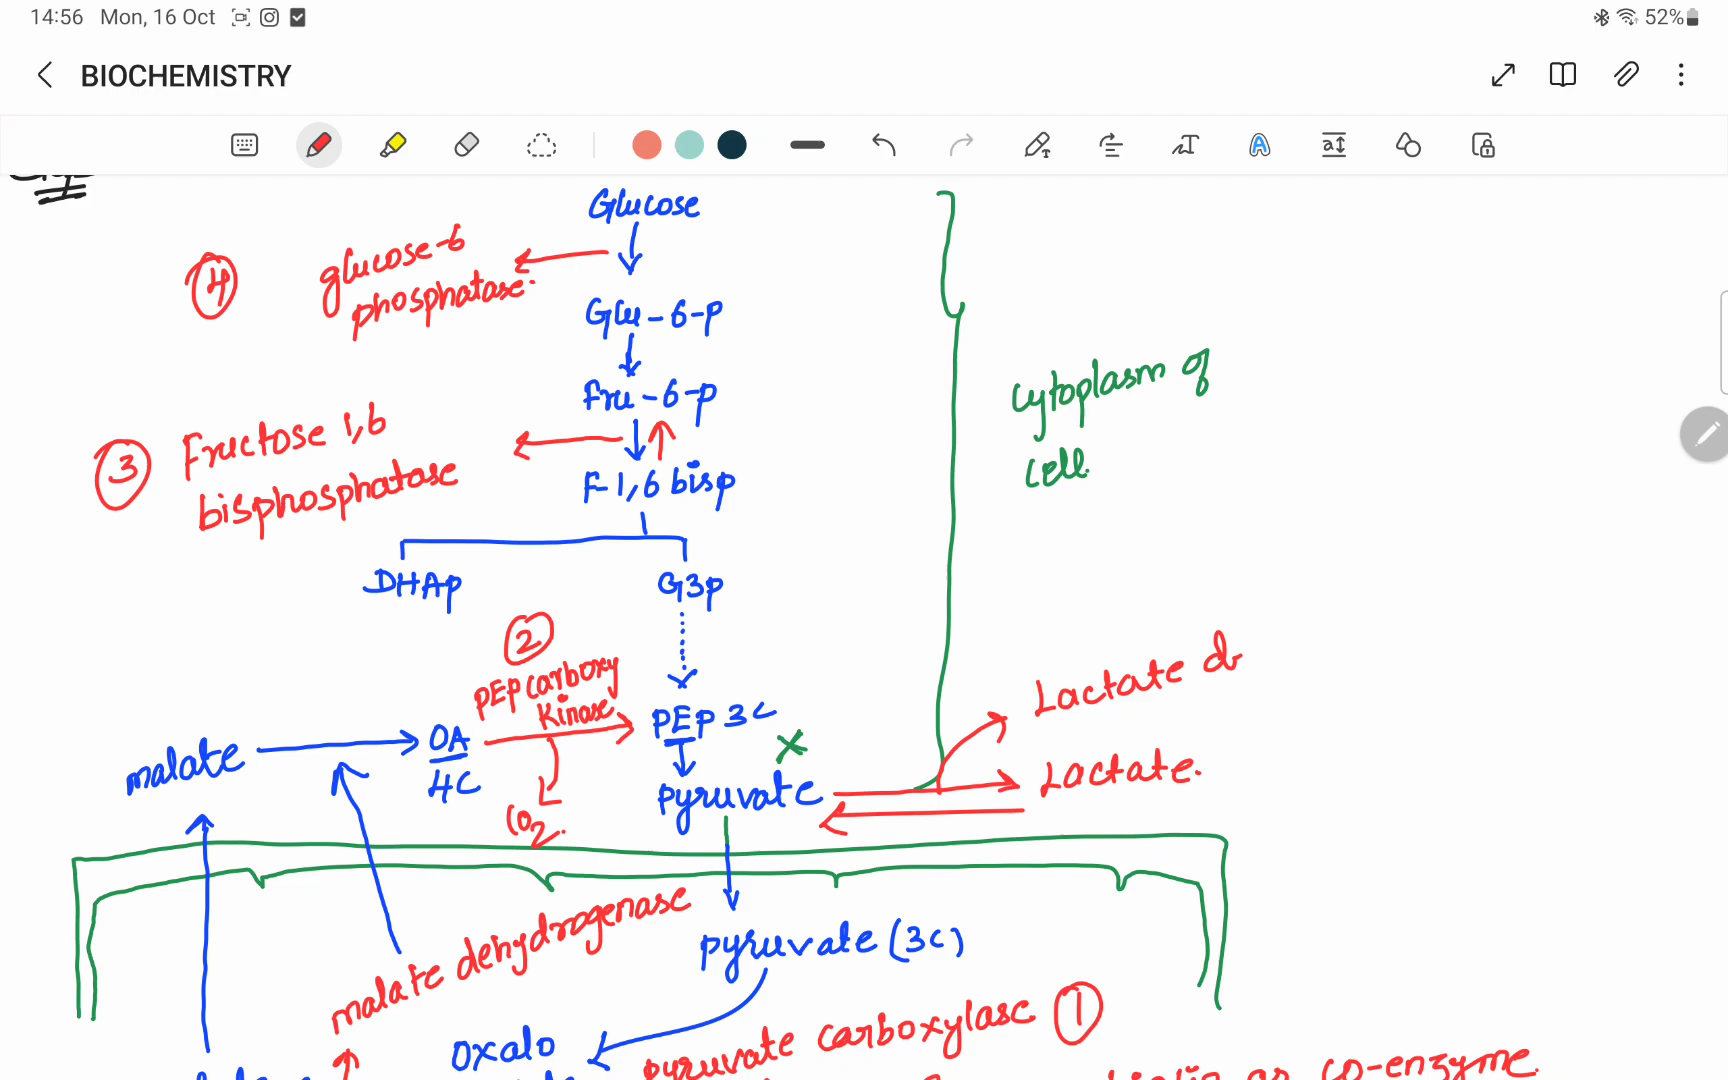 14:56 Mon, 16 Oct
52%
BIOCHEMISTRY
Glucose
4
glucose-6
phosphatase
Glu-6-P
Fru-6-P
cytoplasm of
cell
3
Fructose 1,6
bisphosphatase
F-1,6 bisp
DHAP
G3P
2
PEP carboxy
kinase
PEP 3C
Lactate d
malate
OA
4C
CO2
x
pyruvate
Lactate
malate dehydrogenase
pyruvate (3C)
oxalo
pyruvate carboxylase 1
as co-enzyme